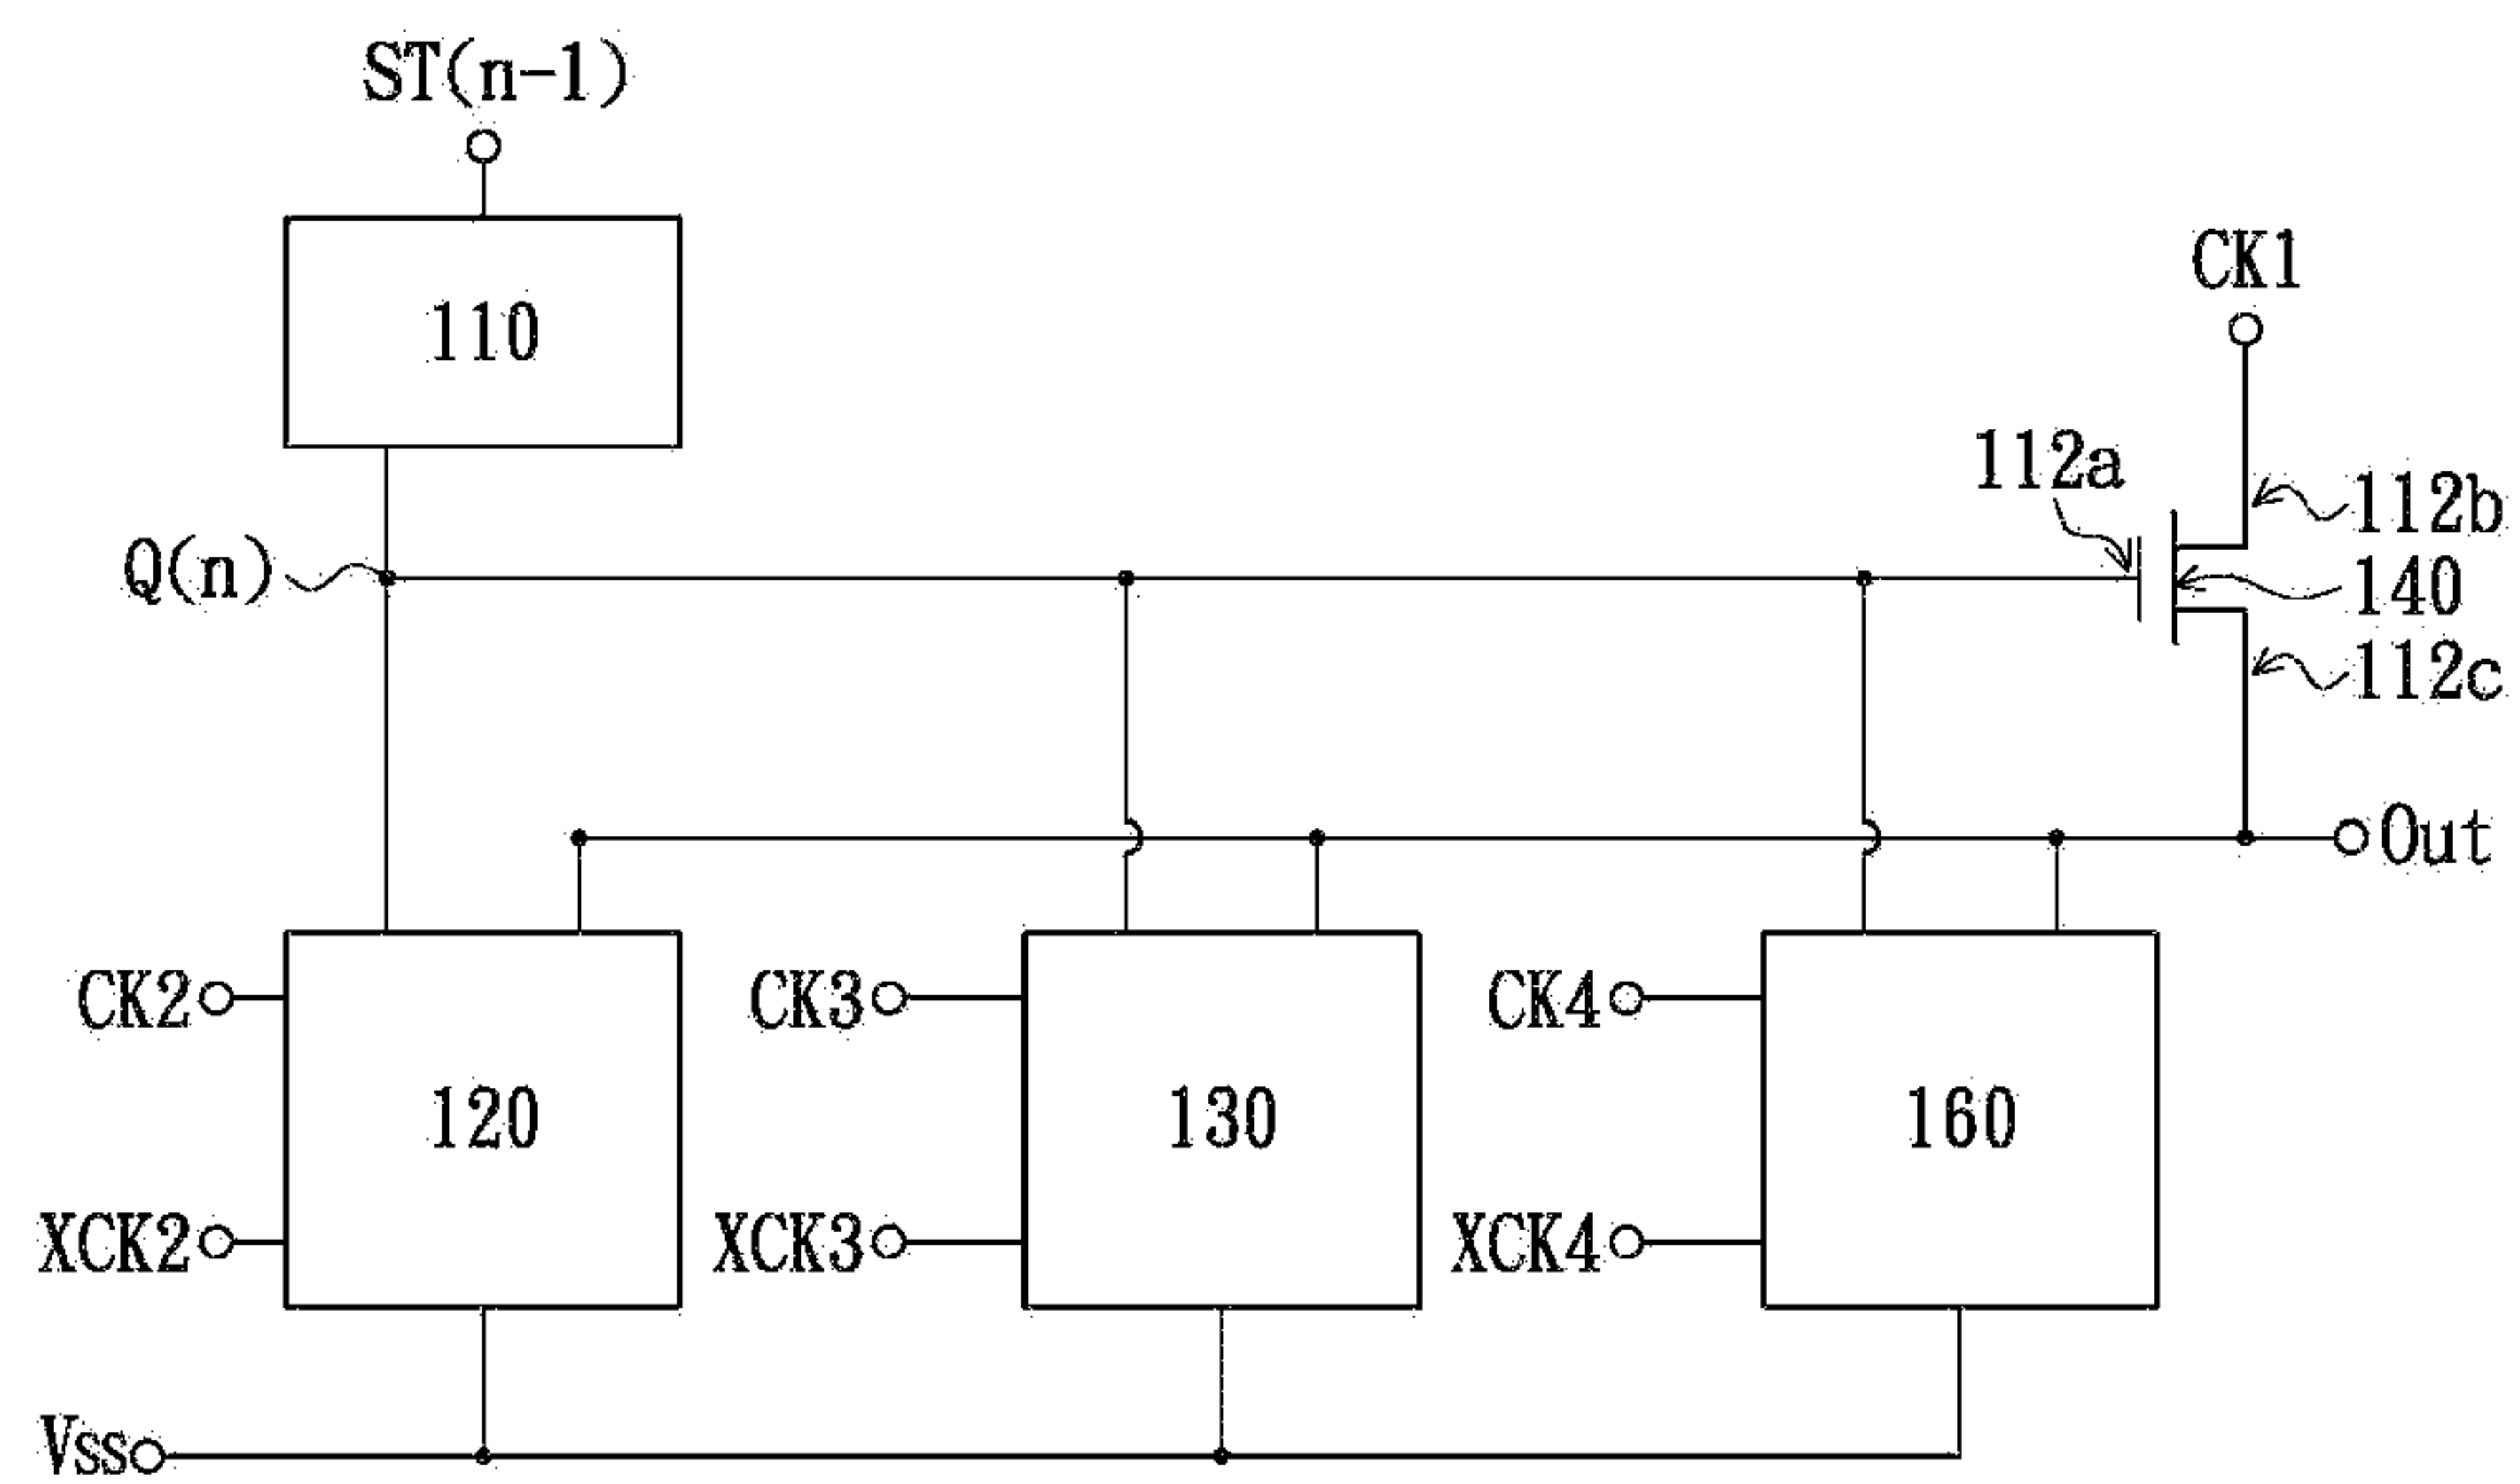 ST(n-1)
110
CK1
112a
112b
Q(n)
140
112c
Out
CK2
CK3
CK4
120
130
160
XCK2
XCK3
XCK4
Vss